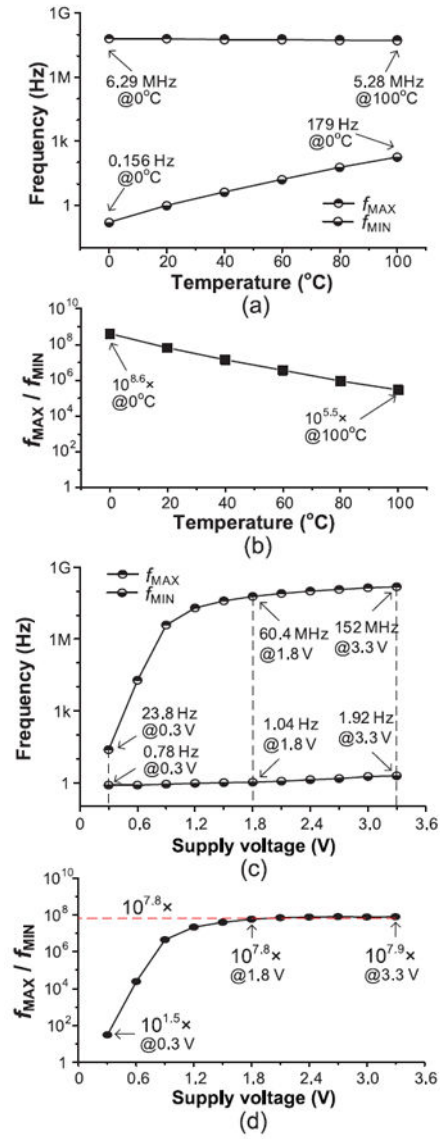 1G
1M
1k
1
Frequency (Hz)
6.29 MHz
@0°C
5.28 MHz
@100°C
179 Hz
@0°C
0.156 Hz
@0°C
fMAX
fMIN
0 20 40 60 80 100
Temperature (°C)
(a)
10^10
10^8
10^6
10^4
10^2
1
fMAX / fMIN
10^8.6×
@0°C
10^5.5×
@100°C
0 20 40 60 80 100
Temperature (°C)
(b)
1G
1M
1k
1
Frequency (Hz)
fMAX
fMIN
60.4 MHz
@1.8 V
152 MHz
@3.3 V
23.8 Hz
@0.3 V
0.78 Hz
@0.3 V
1.04 Hz
@1.8 V
1.92 Hz
@3.3 V
0 0.6 1.2 1.8 2.4 3.0 3.6
Supply voltage (V)
(c)
10^10
10^8
10^6
10^4
10^2
1
fMAX / fMIN
10^7.8×
10^7.8×
@1.8 V
10^7.9×
@3.3 V
10^1.5×
@0.3 V
0 0.6 1.2 1.8 2.4 3.0 3.6
Supply voltage (V)
(d)